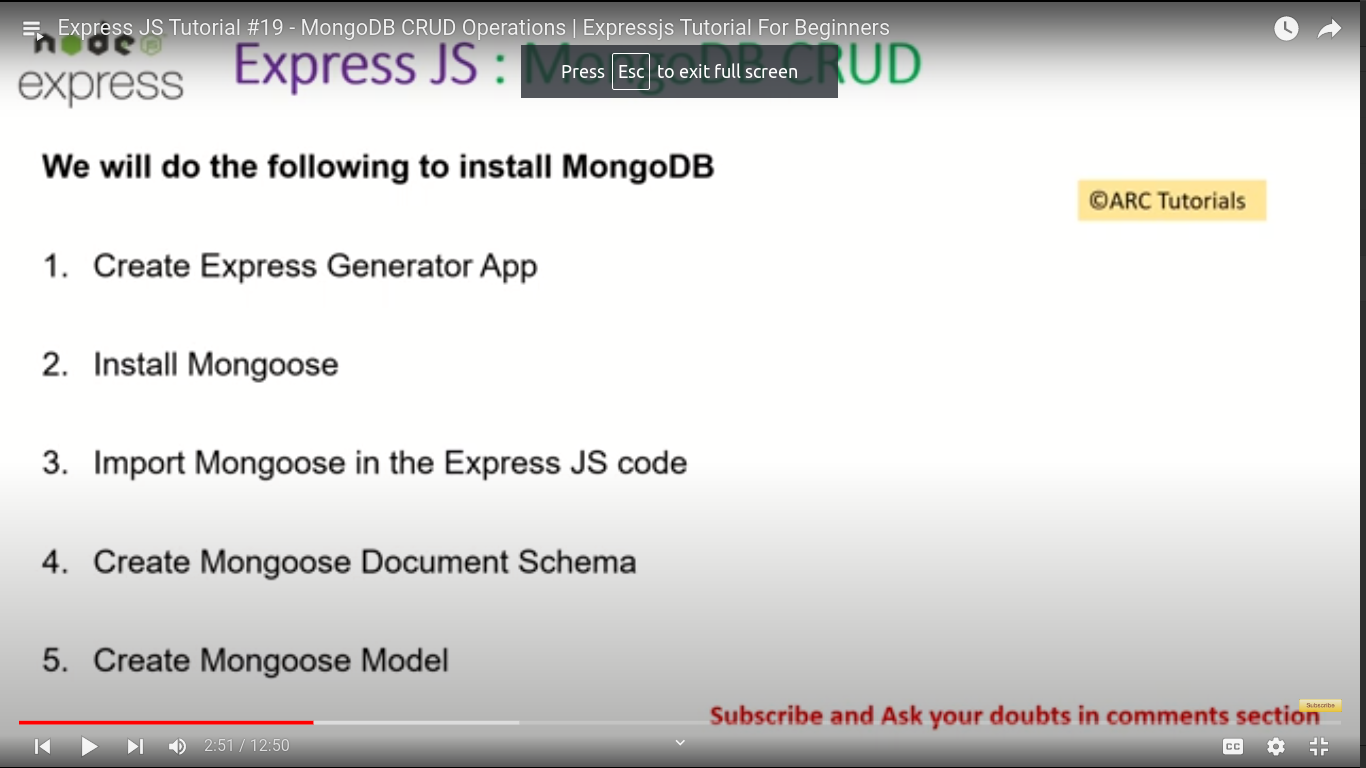 Express JS Tutorial #19 - MongoDB CRUD Operations | Expressjs Tutorial For Beginners
node
JS
express
Express JS : MongoDB CRUD
Press Esc to exit full screen
We will do the following to install MongoDB
©ARC Tutorials
1. Create Express Generator App
2. Install Mongoose
3. Import Mongoose in the Express JS code
4. Create Mongoose Document Schema
5. Create Mongoose Model
Subscribe
Subscribe and Ask your doubts in comments section
2:51 / 12:50
CC